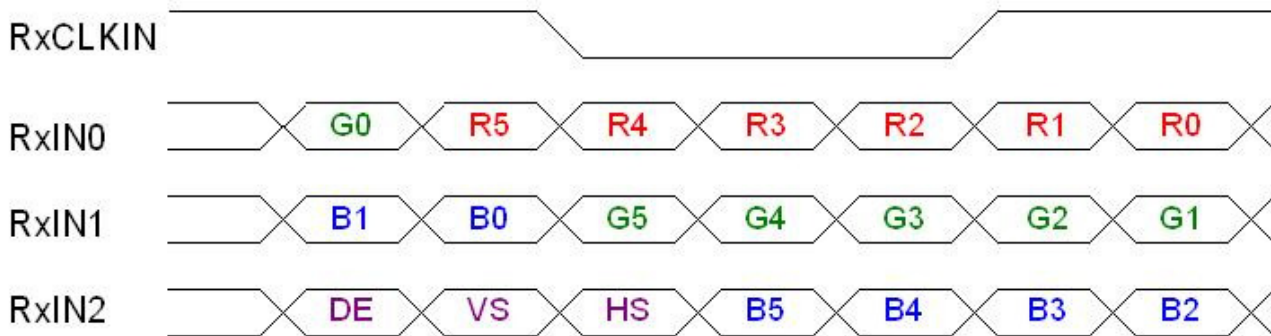 RxCLKIN
RxIN0 G0 R5 R4 R3 R2 R1 R0
RxIN1 B1 B0 G5 G4 G3 G2 G1
RxIN2 DE VS HS B5 B4 B3 B2